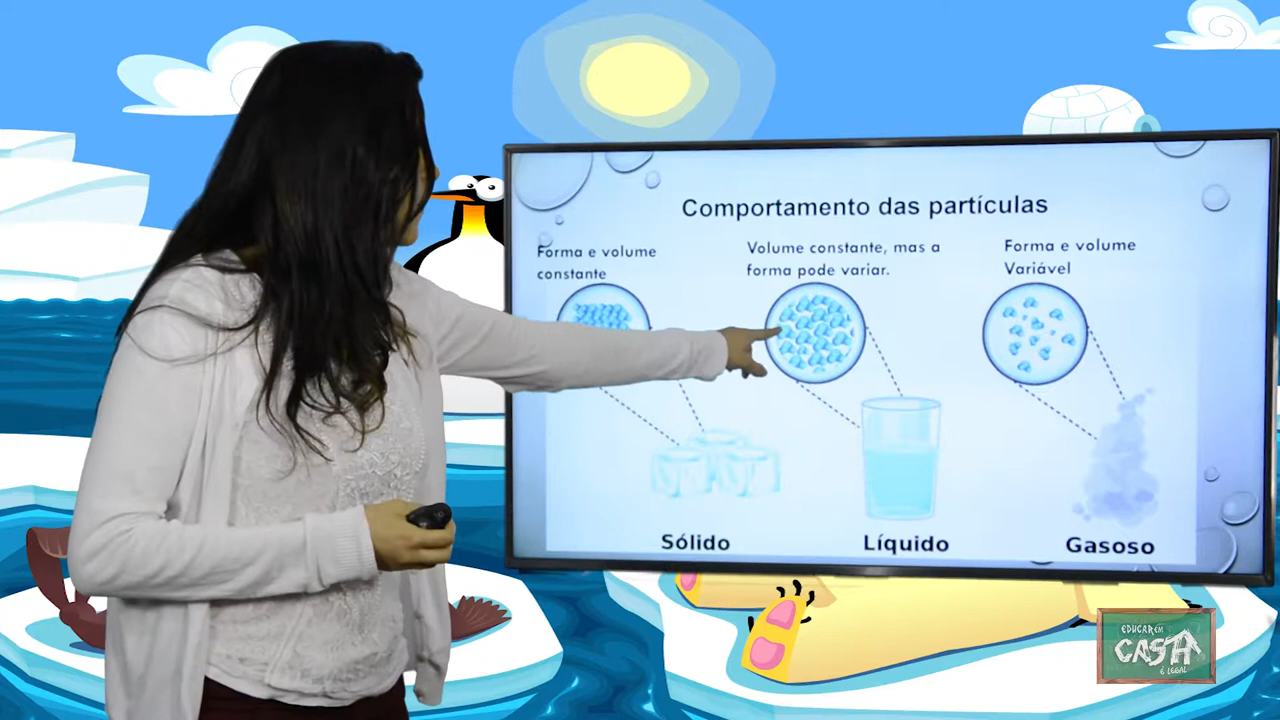 Comportamento das partículas
Forma e volume
constante
Volume constante, mas a
forma pode variar.
Forma e volume
Variável
Sólido
Líquido
Gasoso
EDUCAR EM
CASA
É LEGAL